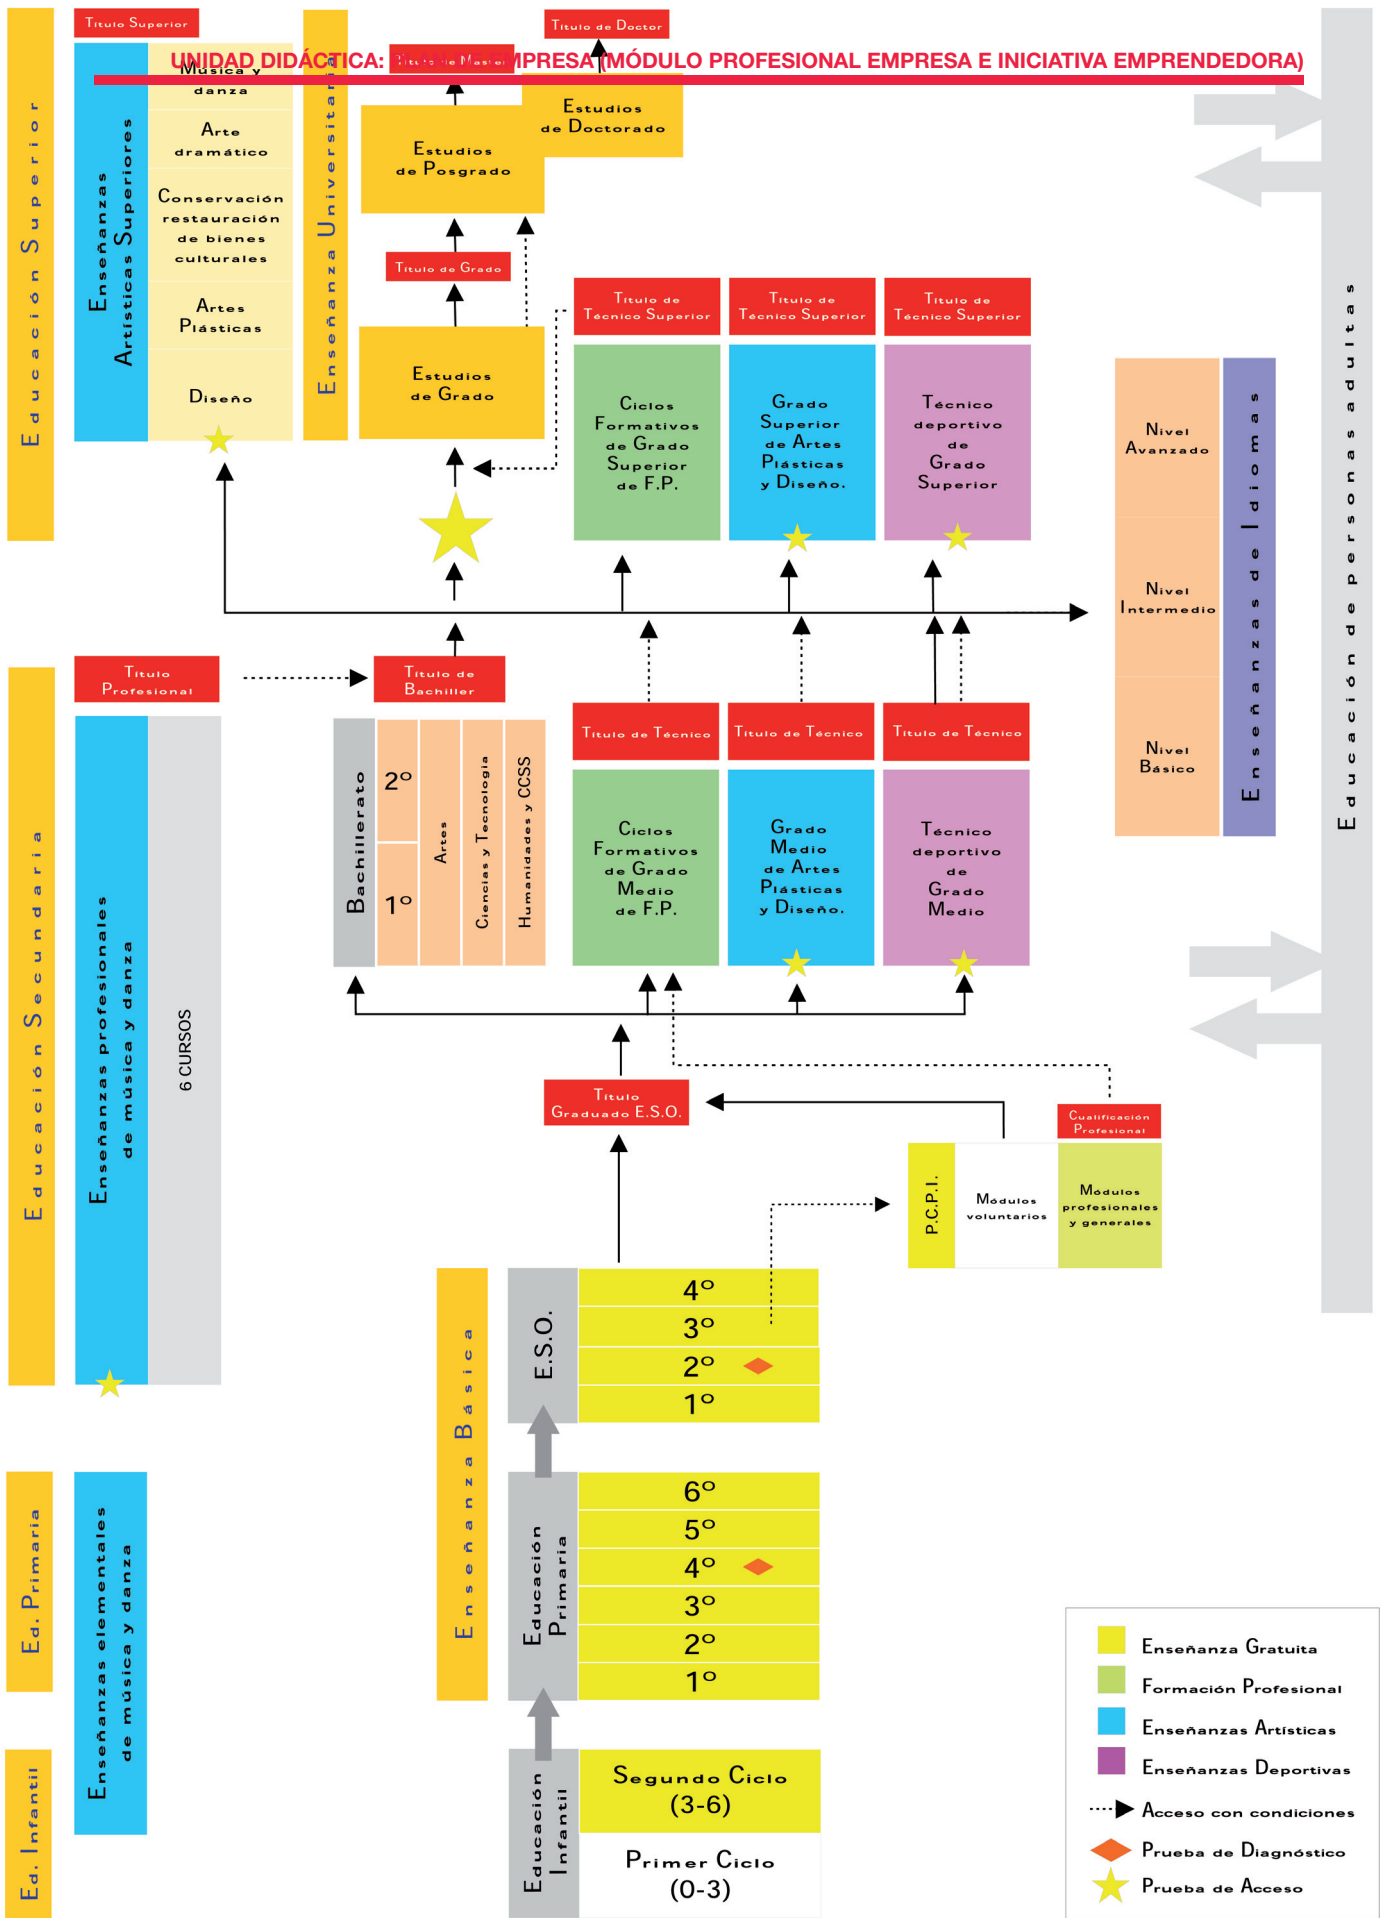 Título Superior
Título de Doctor
UNIDAD DIDÁCTICA: EMPRESA (MÓDULO PROFESIONAL EMPRESA E INICIATIVA EMPRENDEDORA)
Título de Master
Educación Superior
Enseñanzas
Artísticas Superiores
Música y
danza
Arte
dramático
Conservación
restauración
de bienes
culturales
Artes
Plásticas
Diseño
Enseñanza Universitaria
Estudios
de Doctorado
Estudios
de Posgrado
Título de Grado
Estudios
de Grado
Título de
Técnico Superior
Título de
Técnico Superior
Título de
Técnico Superior
Ciclos
Formativos
de Grado
Superior
de F.P.
Grado
Superior
de Artes
Plásticas
y Diseño.
Técnico
deportivo
de
Grado
Superior
Nivel
Avanzado
Nivel
Intermedio
Nivel
Básico
Enseñanzas de Idiomas
Educación de personas adultas
Educación Secundaria
Título
Profesional
Enseñanzas profesionales
de música y danza
6 CURSOS
Título de
Bachiller
Bachillerato
2º
1º
Artes
Ciencias y Tecnología
Humanidades y CCSS
Título de Técnico
Título de Técnico
Título de Técnico
Ciclos
Formativos
de Grado
Medio
de F.P.
Grado
Medio
de Artes
Plásticas
y Diseño.
Técnico
deportivo
de
Grado
Medio
Título
Graduado E.S.O.
Cualificación
Profesional
P.C.P.I.
Módulos
voluntarios
Módulos
profesionales
y generales
Enseñanza Básica
E.S.O.
4º
3º
2º
1º
Ed. Primaria
Enseñanzas elementales
de música y danza
Educación
Primaria
6º
5º
4º
3º
2º
1º
Ed. Infantil
Educación
Infantil
Segundo Ciclo
(3-6)
Primer Ciclo
(0-3)
Enseñanza Gratuita
Formación Profesional
Enseñanzas Artísticas
Enseñanzas Deportivas
Acceso con condiciones
Prueba de Diagnóstico
Prueba de Acceso